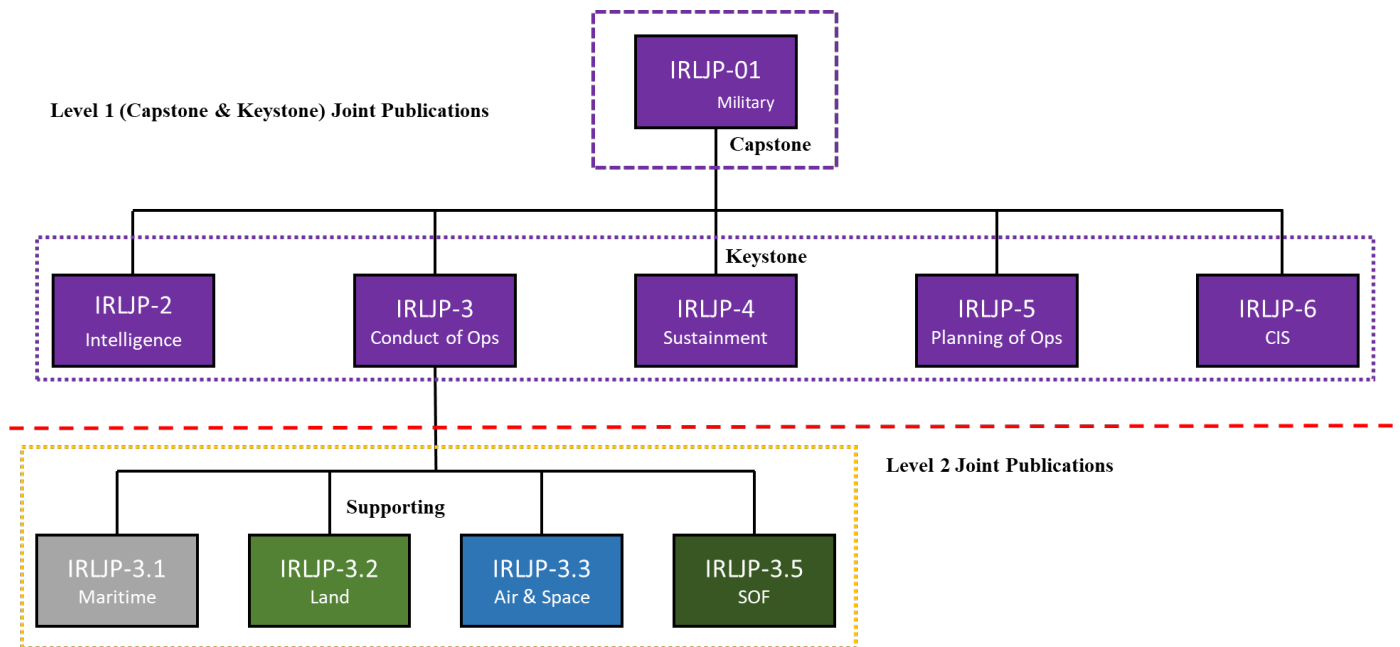 IRLJP-01
Military
Level 1 (Capstone & Keystone) Joint Publications
Capstone
Keystone
IRLJP-2
Intelligence
IRLJP-3
Conduct of Ops
IRLJP-4
Sustainment
IRLJP-5
Planning of Ops
IRLJP-6
CIS
Level 2 Joint Publications
Supporting
IRLJP-3.1
Maritime
IRLJP-3.2
Land
IRLJP-3.3
Air & Space
IRLJP-3.5
SOF